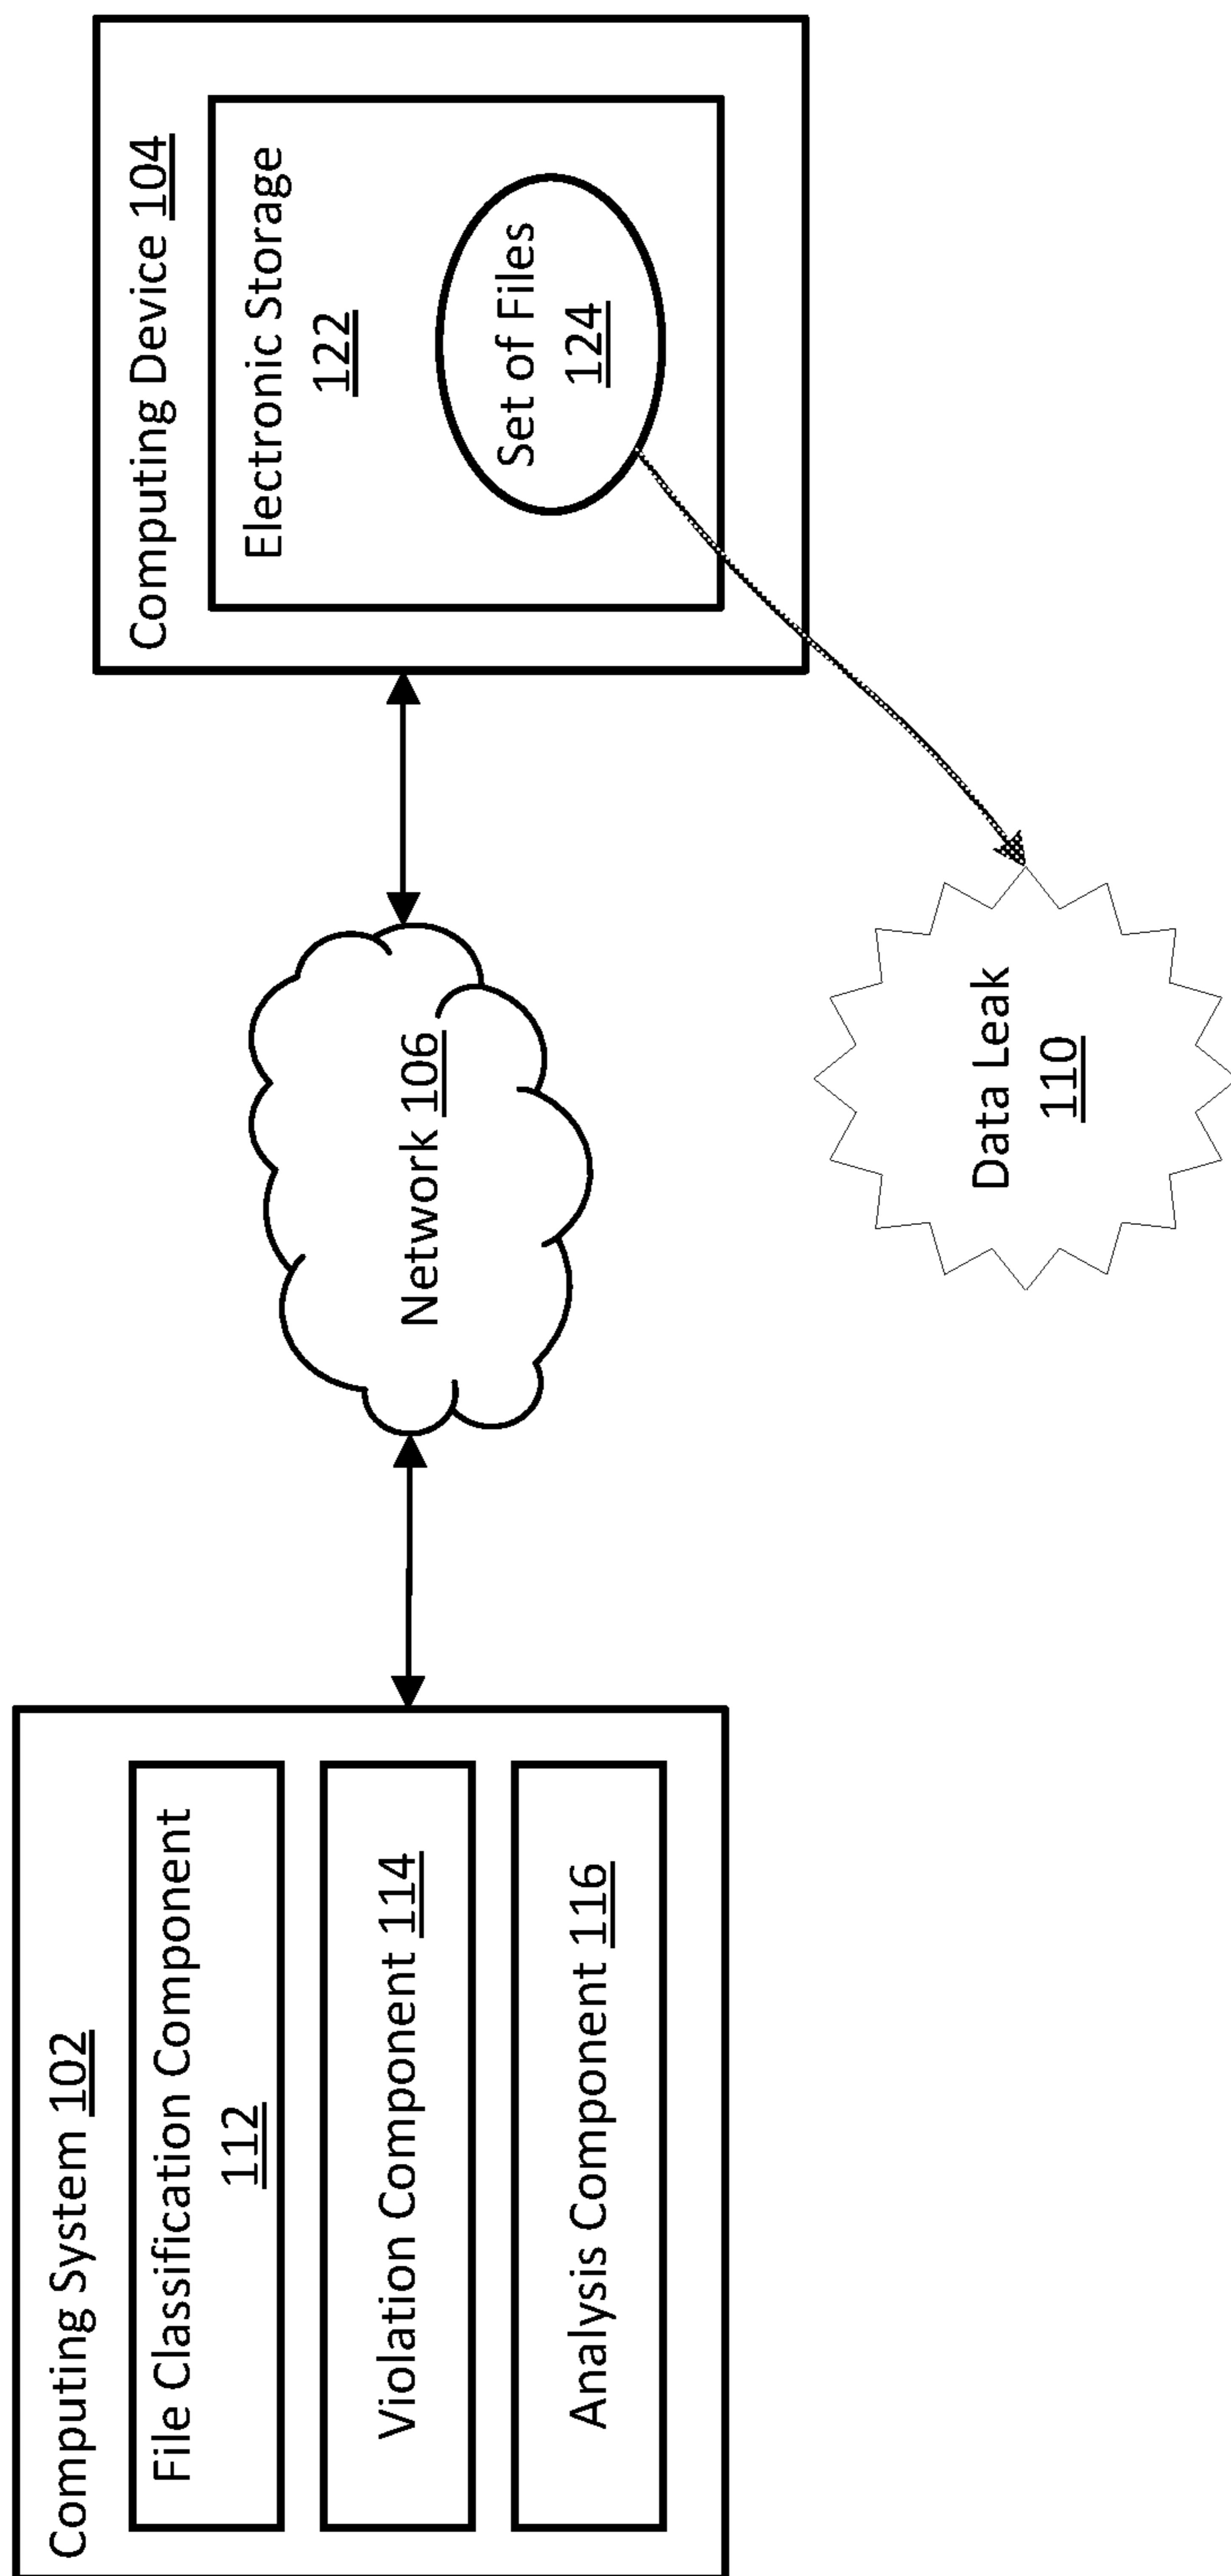 Computing System 102
File Classification Component
112
Violation Component 114
Analysis Component 116
Network 106
Computing Device 104
Electronic Storage
122
Set of Files
124
Data Leak
110